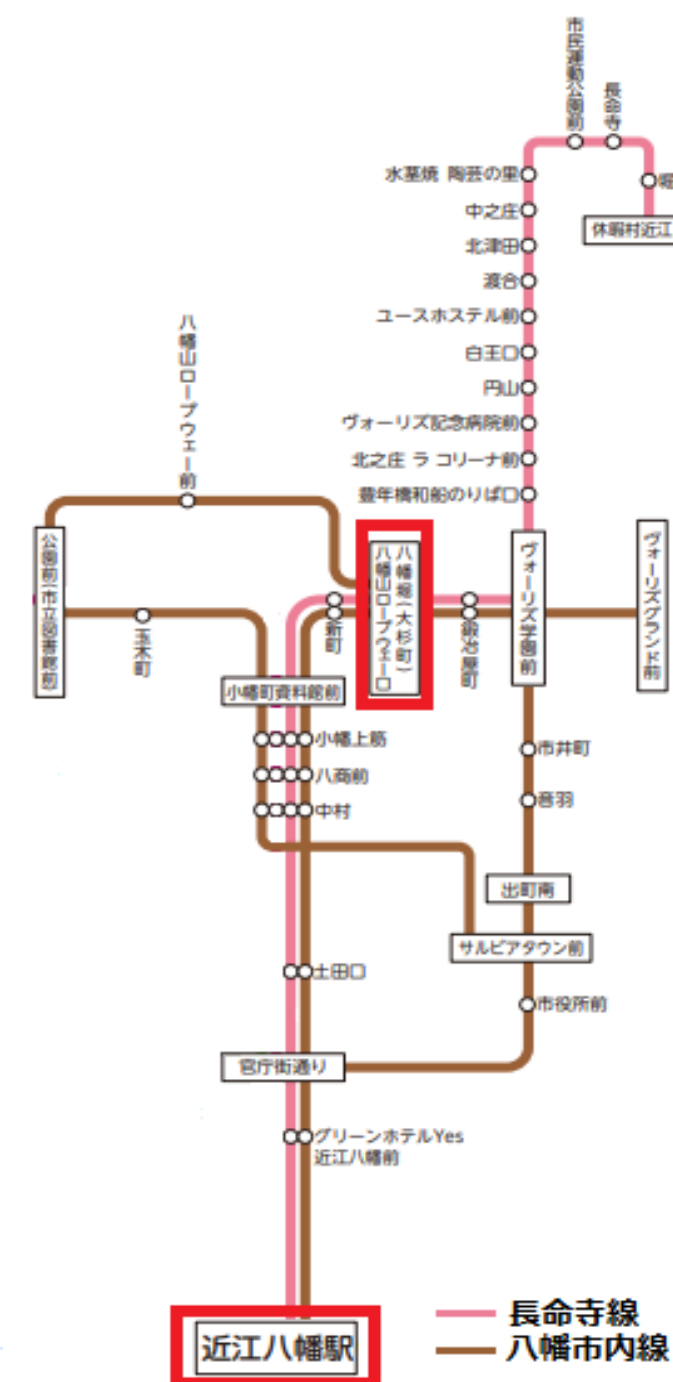 市民運動公園前
長命寺
水茎焼 陶芸の里
堀
中之庄
休暇村近江
北津田
渡合
ユースホステル前
白王口
円山
ヴォーリズ記念病院前
北之庄 ラ コリーナ前
豊年橋和船のりば口
八幡山ロープウェー前
公園前(市立図書館前)
玉木町
新町
八幡堀(大杉町)
八幡山ロープウェー口
鍛冶屋町
ヴォーリズ学園前
ヴォーリズグランド前
小幡町資料館前
小幡上筋
八商前
中村
市井町
音羽
出町南
サルビアタウン前
土田口
市役所前
官庁街通り
グリーンホテルYes
近江八幡前
近江八幡駅
長命寺線
八幡市内線